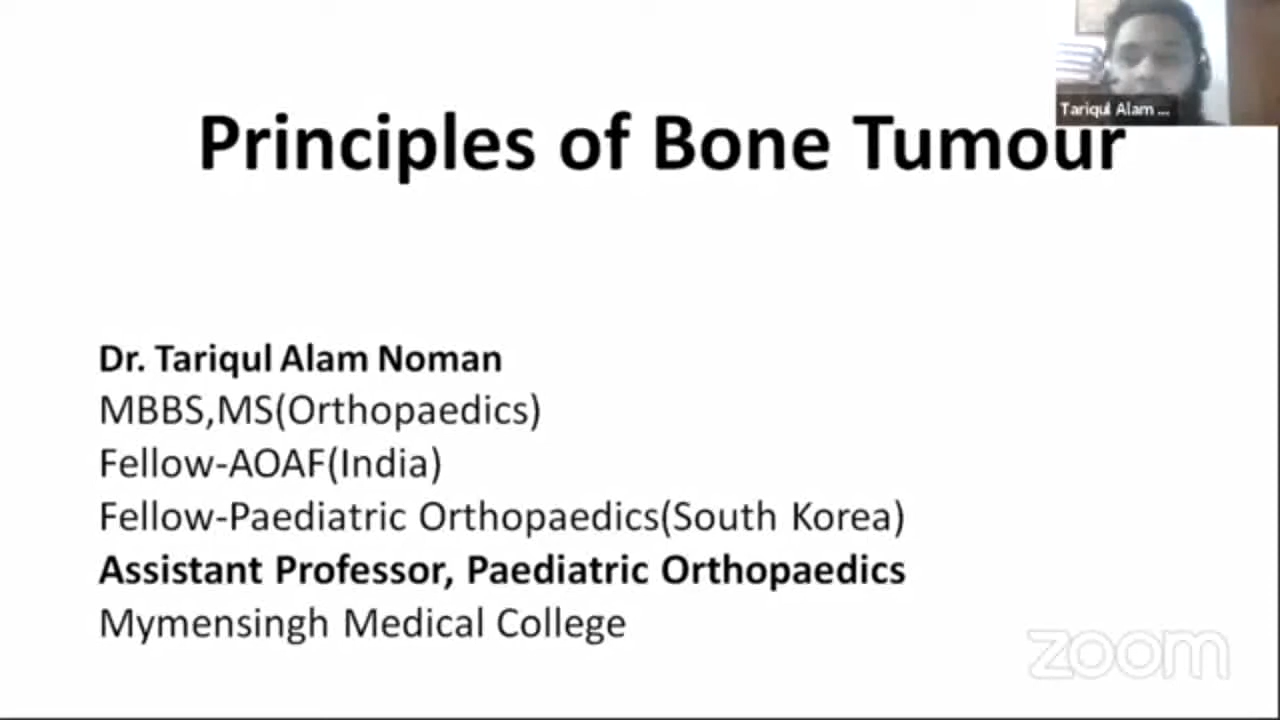 Tariqul Alam ...
Principles of Bone Tumour
Dr. Tariqul Alam Noman
MBBS,MS(Orthopaedics)
Fellow-AOAF(India)
Fellow-Paediatric Orthopaedics(South Korea)
Assistant Professor, Paediatric Orthopaedics
Mymensingh Medical College
zoom